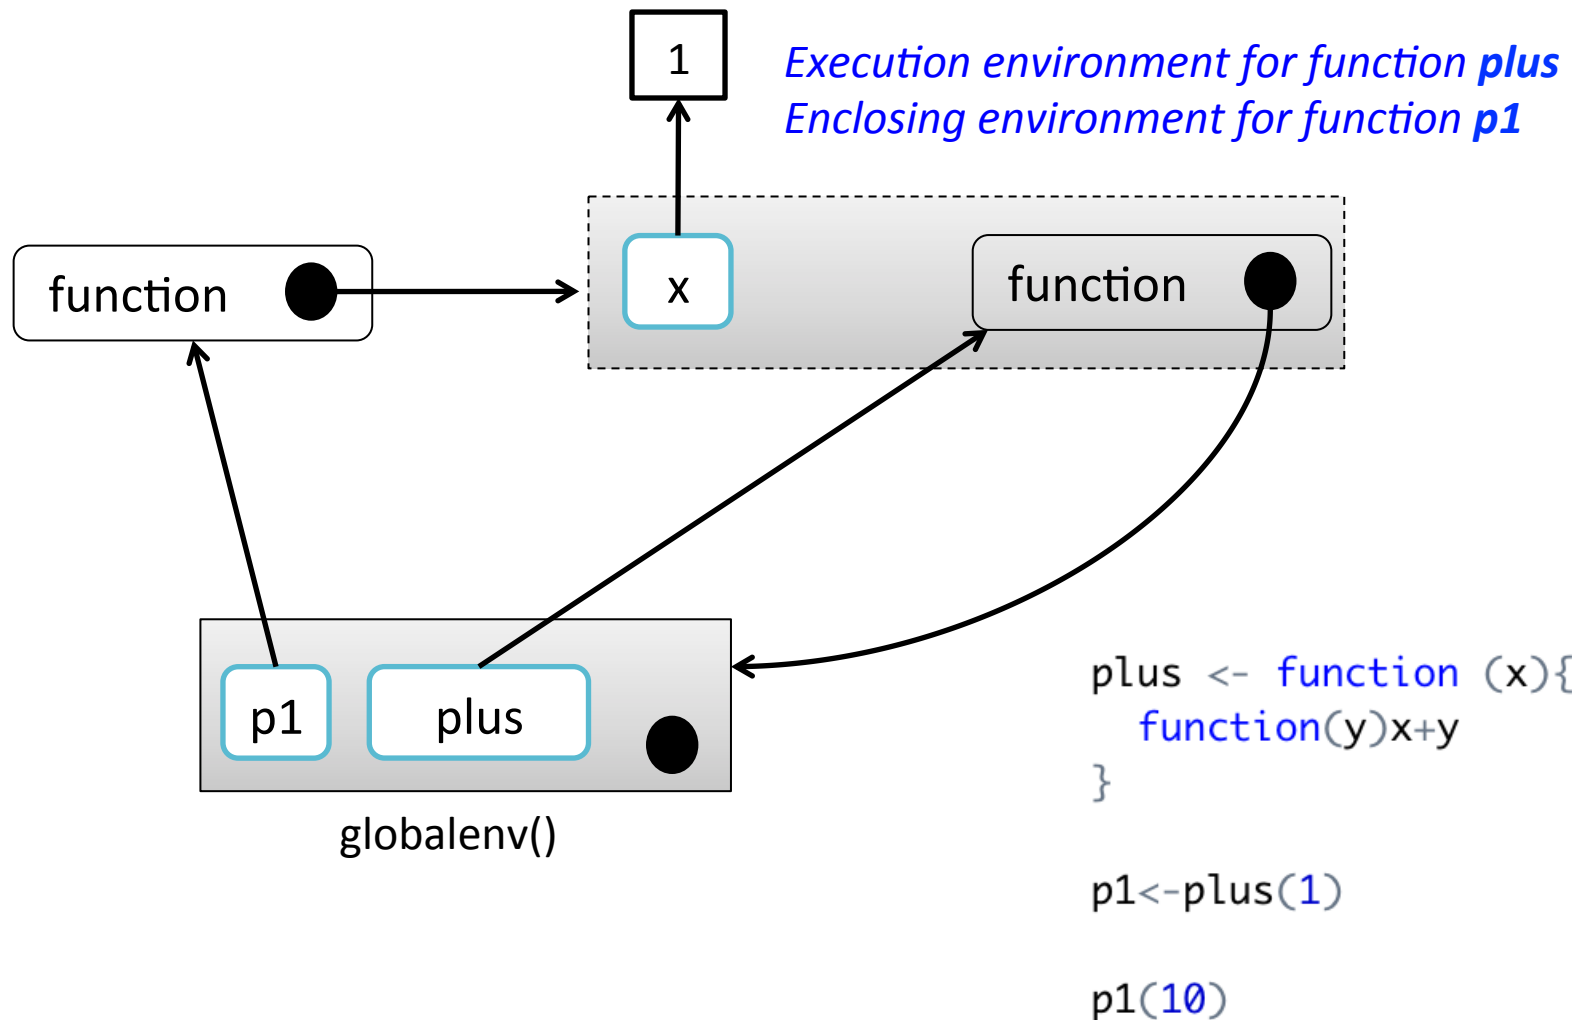 1
Execution environment for function plus
Enclosing environment for function p1
function
x
function
p1
plus
globalenv()
plus <- function (x){
function(y)x+y
}
p1<-plus(1)
p1(10)